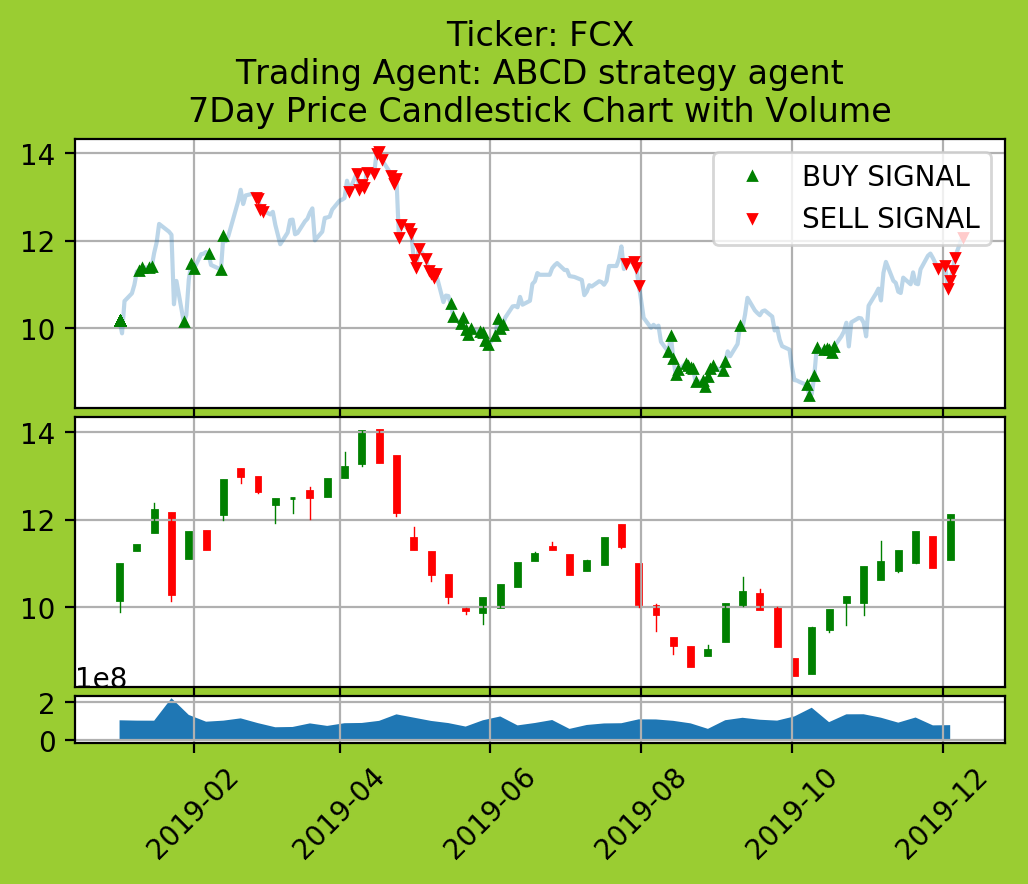 Ticker: FCX
Trading Agent: ABCD strategy agent
7Day Price Candlestick Chart with Volume
14
12
10
BUY SIGNAL
SELL SIGNAL
14
12
10
1e8
2
0
2019-02
2019-04
2019-06
2019-08
2019-10
2019-12